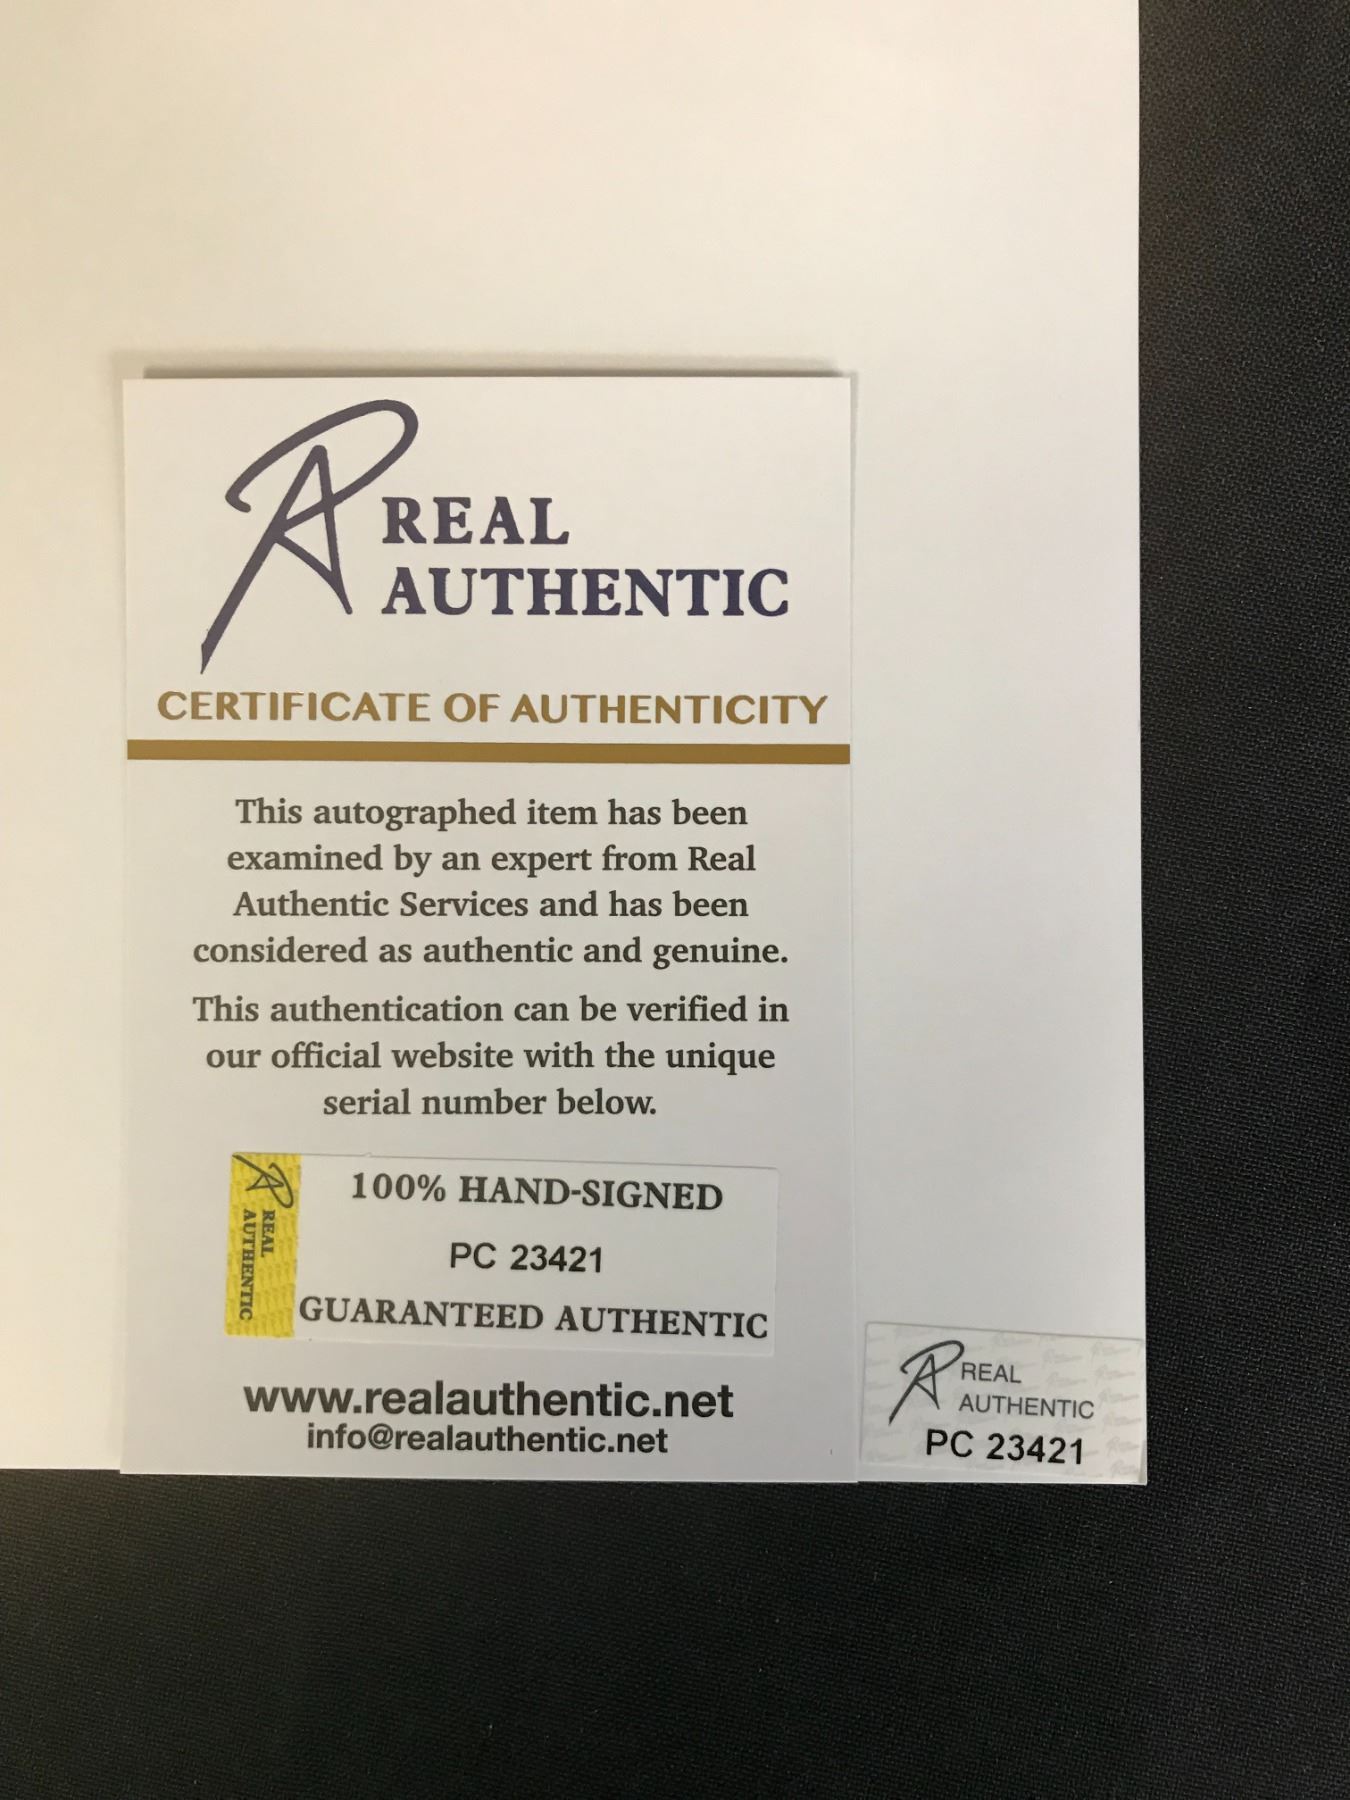 REAL
AUTHENTIC
CERTIFICATE OF AUTHENTICITY
This autographed item has been
examined by an expert from Real
Authentic Services and has been
considered as authentic and genuine.
This authentication can be verified in
our official website with the unique
serial number below.
REAL
AUTHENTIC
100% HAND-SIGNED
PC 23421
GUARANTEED AUTHENTIC
www.realauthentic.net
info@realauthentic.net
REAL
AUTHENTIC
PC 23421